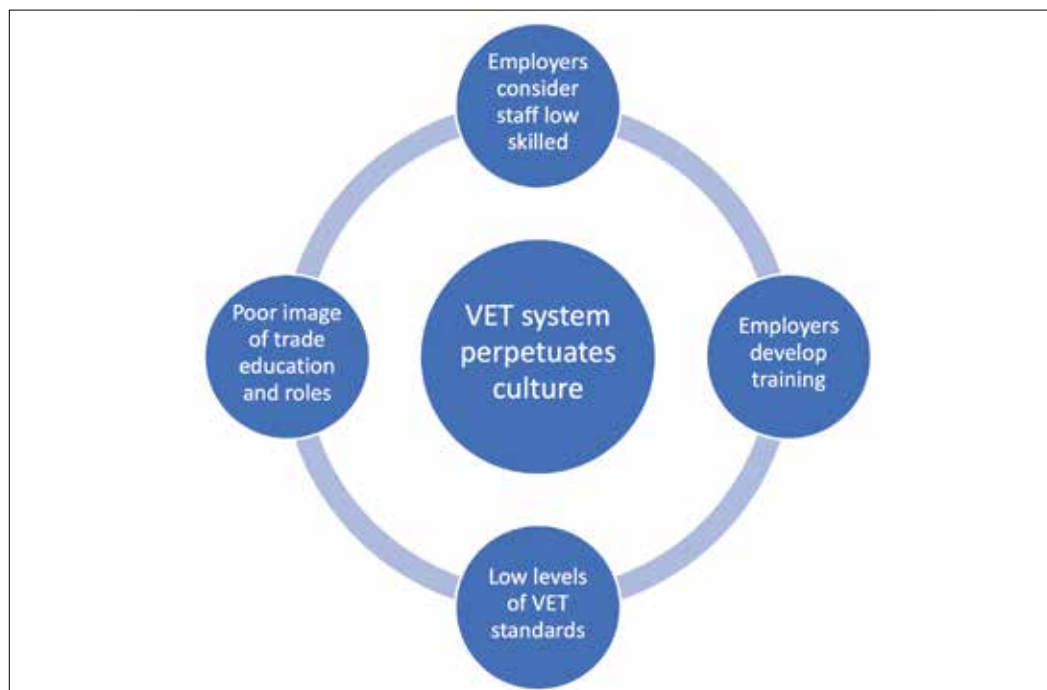 Employers
consider
staff low
skilled
Poor image
of trade
education
and roles
VET system
perpetuates
culture
Employers
develop
training
Low levels
of VET
standards